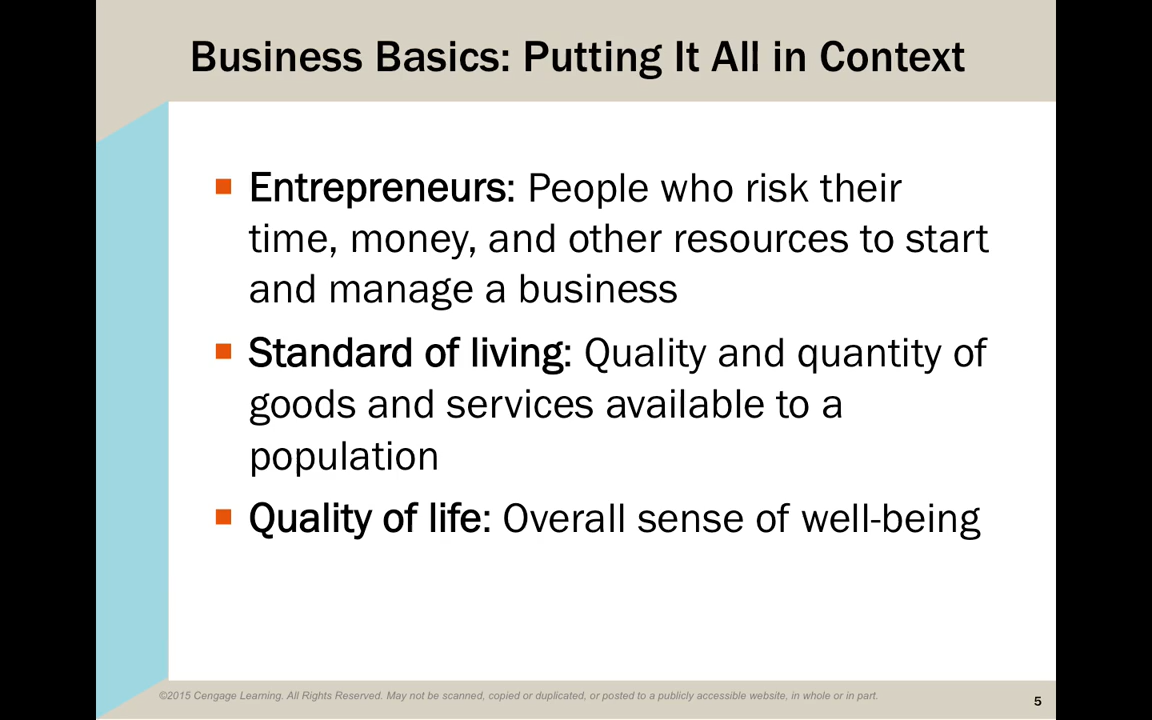 Business Basics: Putting It All in Context
Entrepreneurs: People who risk their
time, money, and other resources to start
and manage a business
Standard of living: Quality and quantity of
goods and services available to a
population
Quality of life: Overall sense of well-being
©2015 Cengage Learning. All Rights Reserved. May not be scanned, copied or duplicated, or posted to a publicly accessible website, in whole or in part.
5